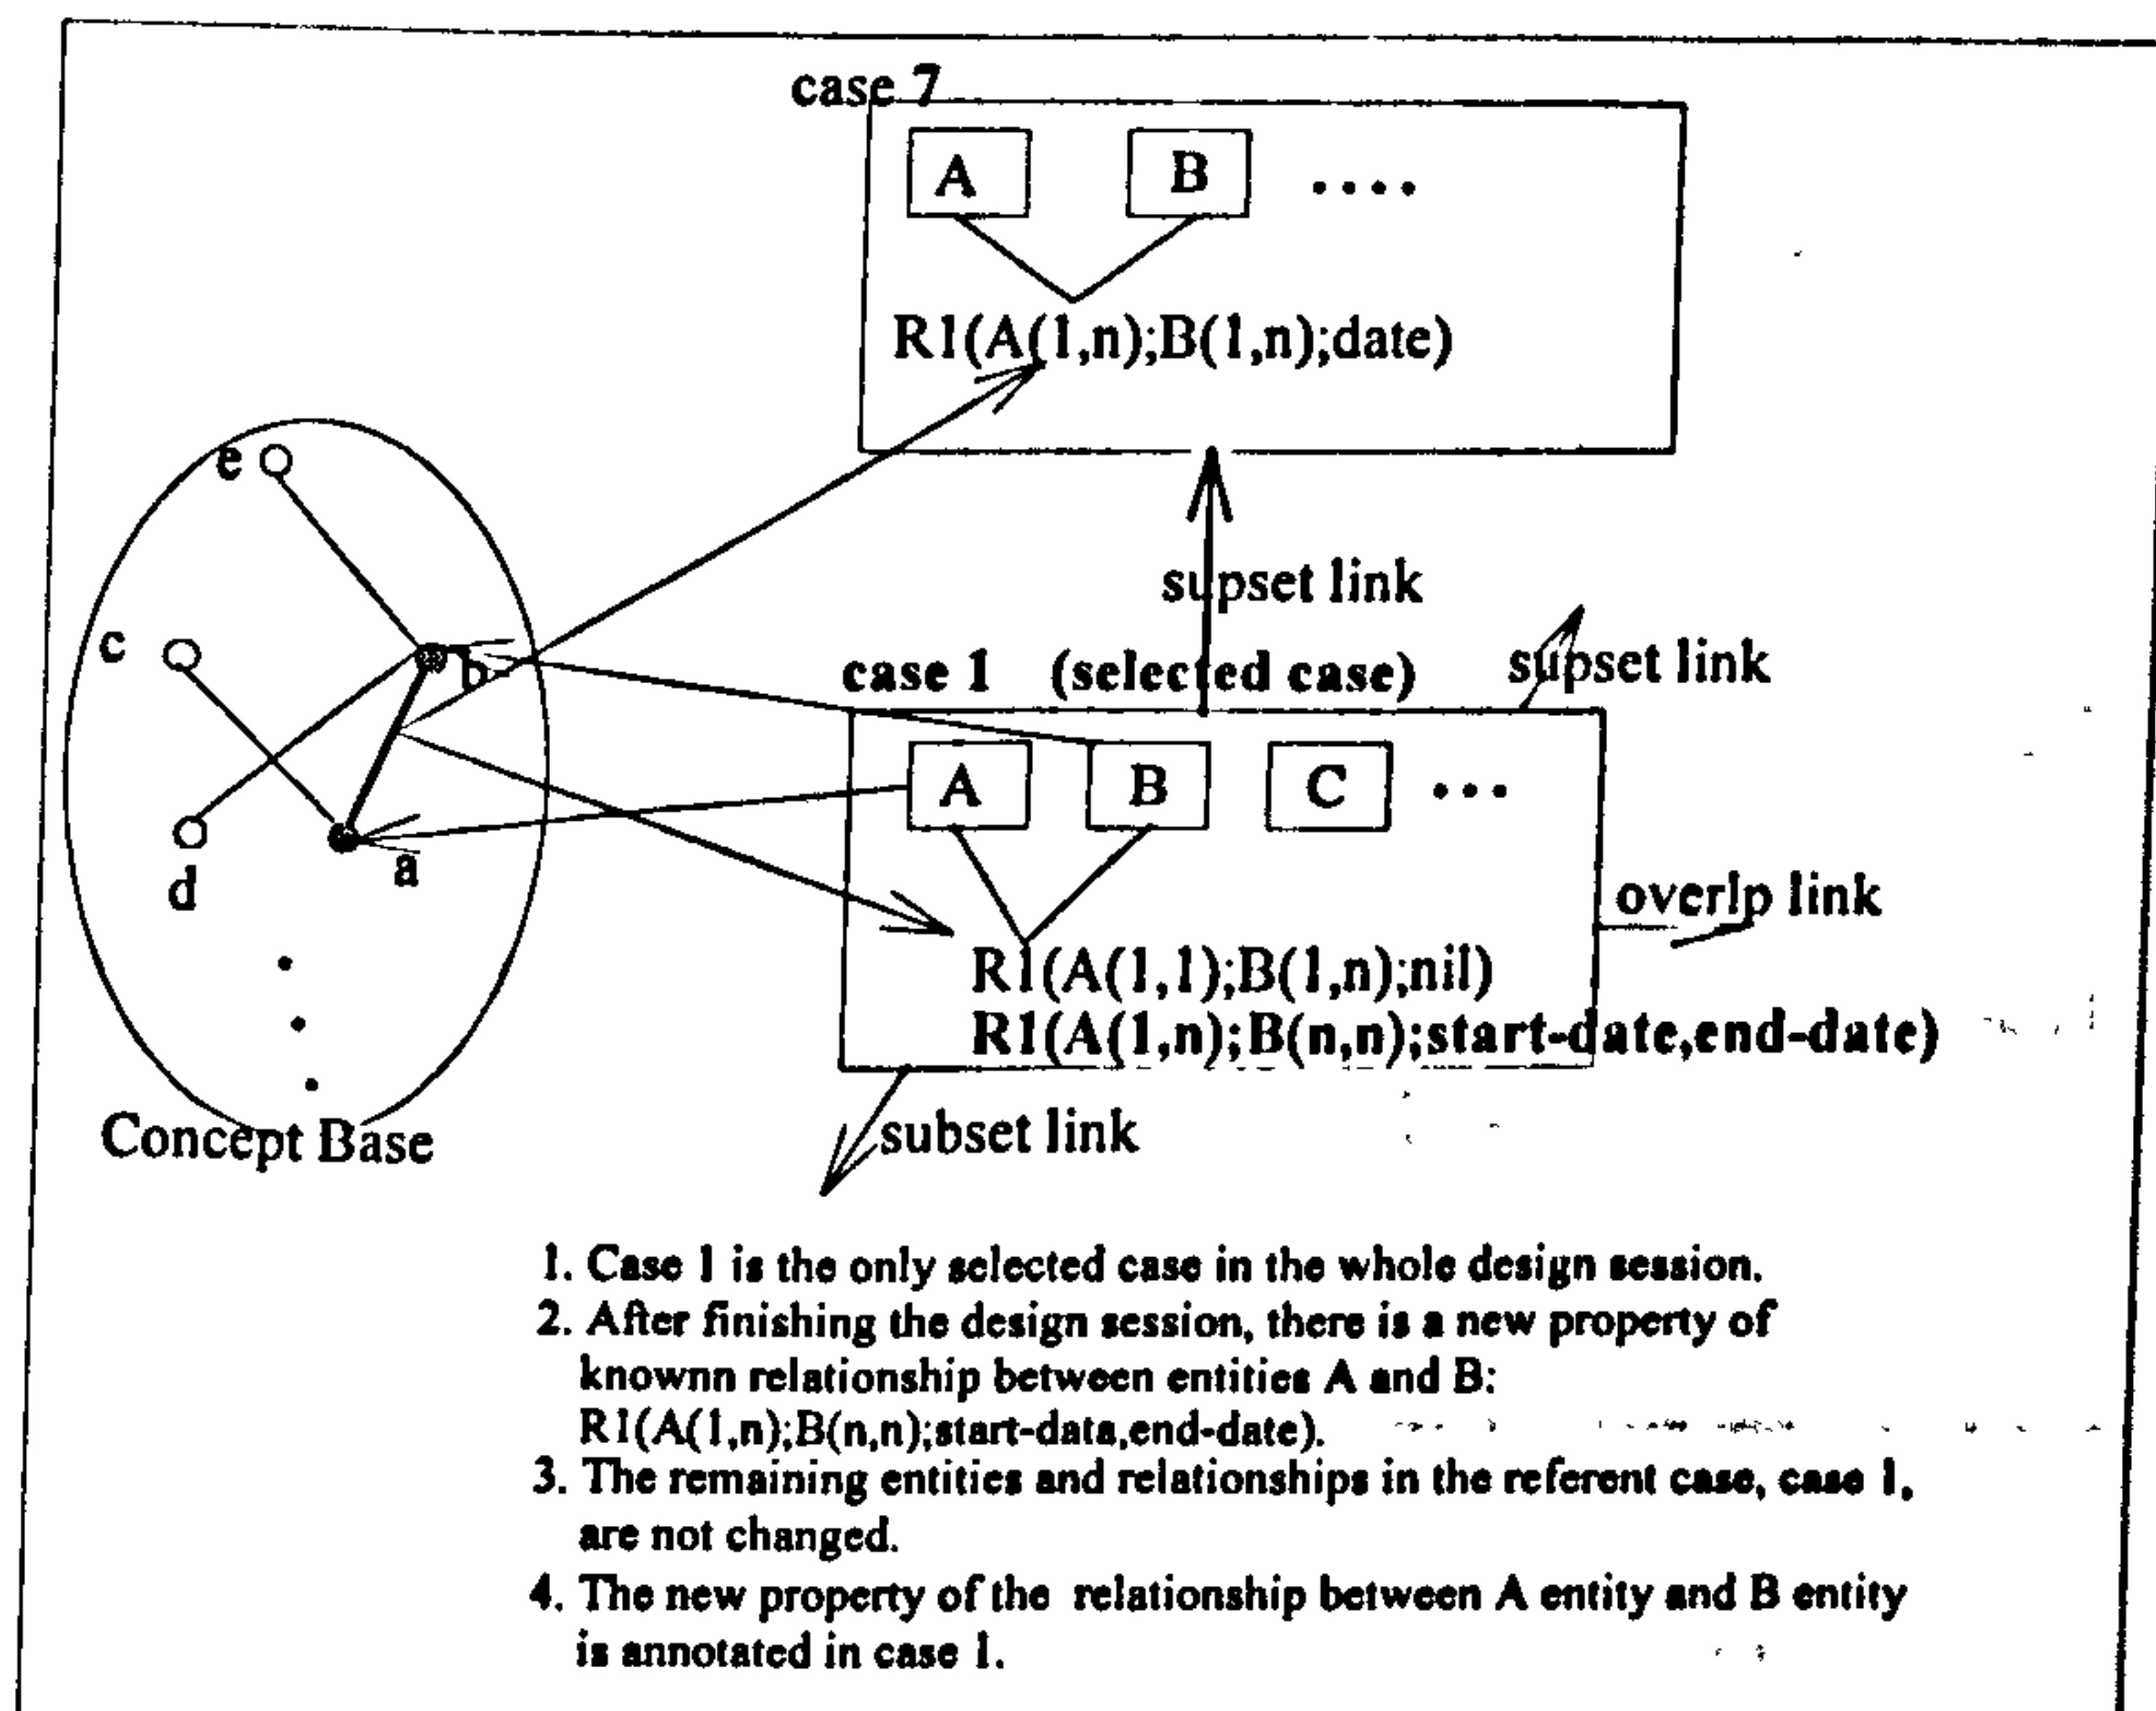 case 7
A B ....
R1(A(1,n);B(1,n);date)
e
supset link
c
b
case 1 (selected case)
supset link
A B C ...
d
a
overlp link
R1(A(1,1);B(1,n);nil)
R1(A(1,n);B(n,n);start-date,end-date)
Concept Base
subset link
1. Case 1 is the only selected case in the whole design session.
2. After finishing the design session, there is a new property of
knownn relationship between entities A and B:
R1(A(1,n);B(n,n);start-data,end-date).
3. The remaining entities and relationships in the referent case, case 1,
are not changed.
4. The new property of the relationship between A entity and B entity
is annotated in case 1.